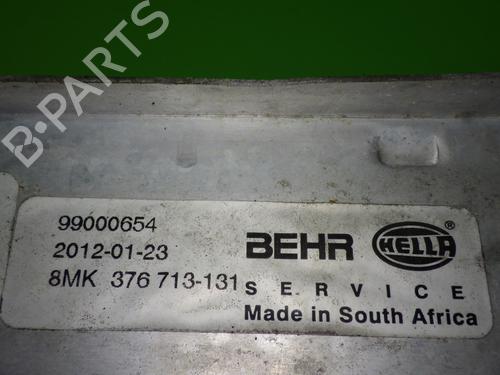 B-PARTS
99000654
2012-01-23
8MK 376 713-131
BEHR HELLA ®
SERVICE
Made in South Africa